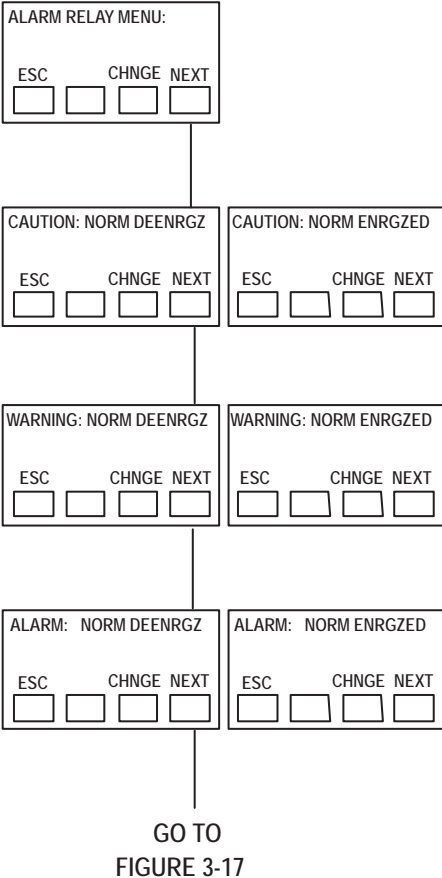 ALARM RELAY MENU:
ESC CHNGE NEXT
CAUTION: NORM DEENRGZ
ESC CHNGE NEXT
CAUTION: NORM ENRGZED
ESC CHNGE NEXT
WARNING: NORM DEENRGZ
ESC CHNGE NEXT
WARNING: NORM ENRGZED
ESC CHNGE NEXT
ALARM: NORM DEENRGZ
ESC CHNGE NEXT
ALARM: NORM ENRGZED
ESC CHNGE NEXT
GO TO
FIGURE 3-17